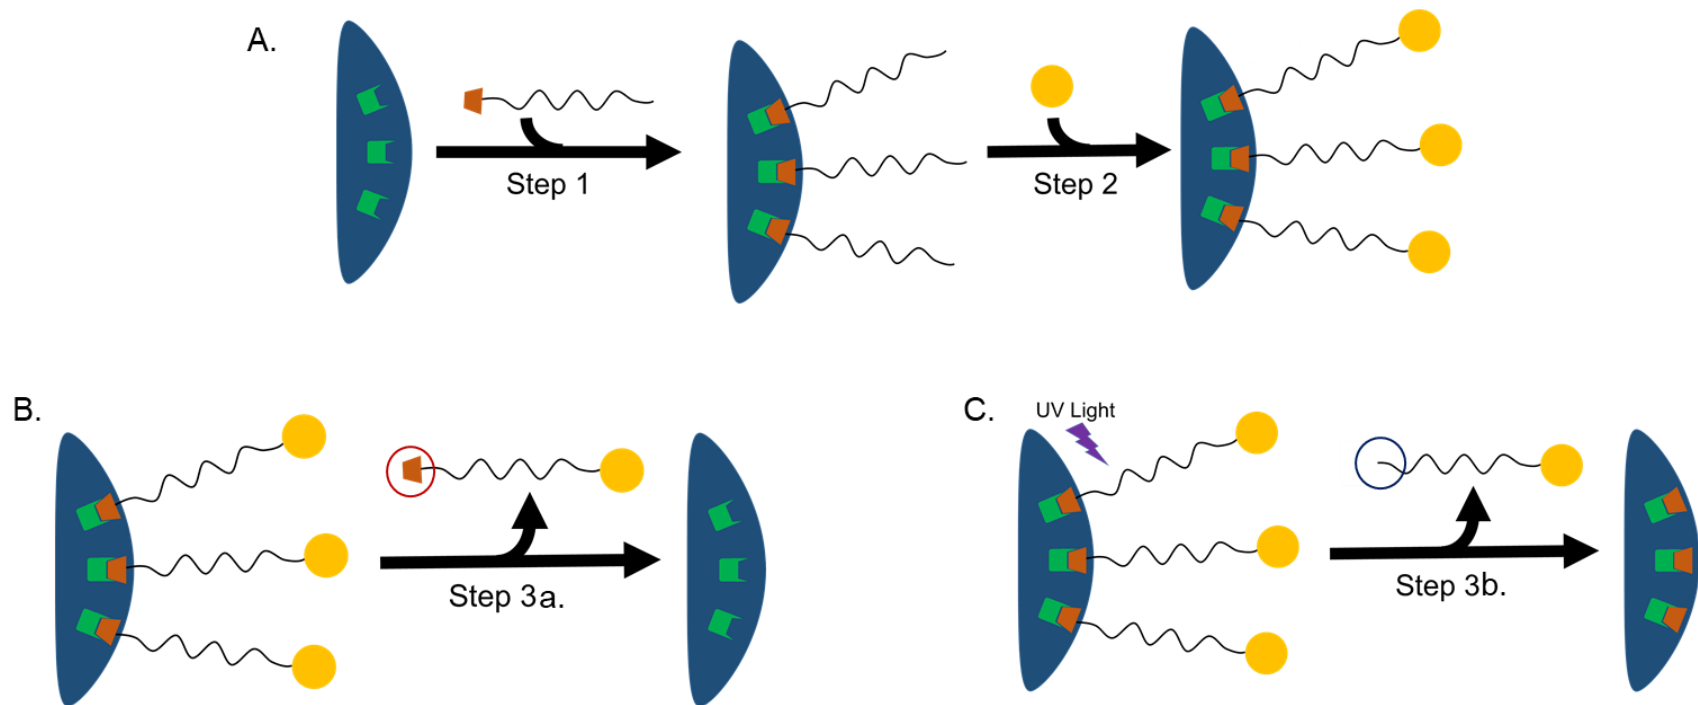 A.
Step 1
Step 2
B.
Step 3a.
C.
UV Light
Step 3b.